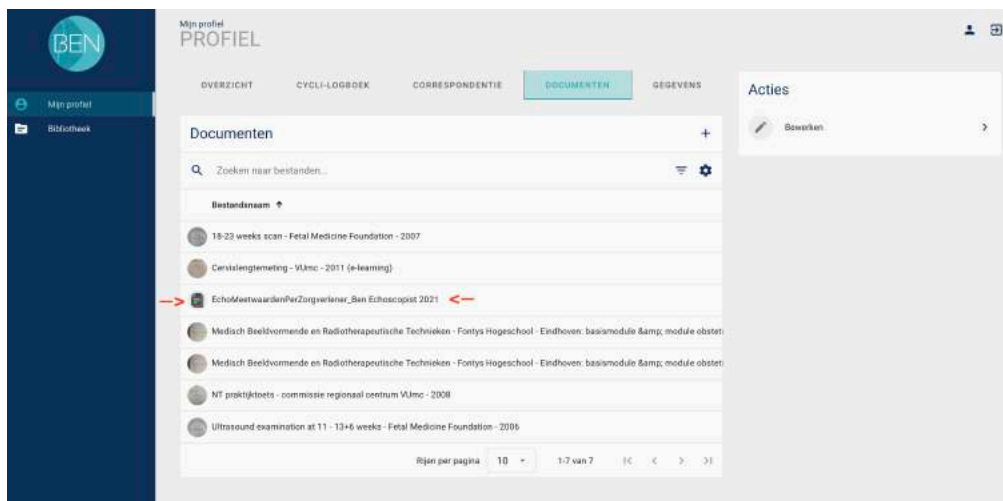 BEN
Mijn profiel
Bibliotheek
Mijn profiel
PROFIEL
OVERZICHT
CYCLI-LOGBOEK
CORRESPONDENTIE
DOCUMENTEN
GEGEVENS
Documenten
+
Zoeken naar bestanden...
Bestandsnaam ↑
18-23 weeks scan - Fetal Medicine Foundation - 2007
Cervixlengtemeting - VUmc - 2011 (e-learning)
EchoMeetwaardenPerZorgverlener_Ben Echoscopist 2021
Medisch Beeldvormende en Radiotherapeutische Technieken - Fontys Hogeschool - Eindhoven: basismodule &amp; module obstet
Medisch Beeldvormende en Radiotherapeutische Technieken - Fontys Hogeschool - Eindhoven: basismodule &amp; module obstet
NT praktijktoets - commissie regionaal centrum VUmc - 2008
Ultrasound examination at 11 - 13+6 weeks - Fetal Medicine Foundation - 2006
Rijen per pagina 10 1-7 van 7
Acties
Bewerken